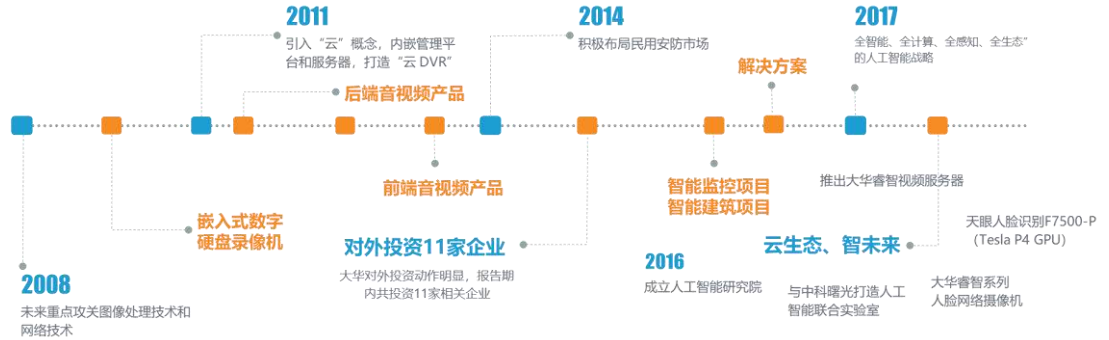 2011
引入“云”概念，内嵌管理平
台和服务器，打造“云 DVR”
后端音视频产品
2014
积极布局民用安防市场
解决方案
2017
全智能、全计算、全感知、全生态”
的人工智能战略
嵌入式数字
硬盘录像机
前端音视频产品
智能监控项目
智能建筑项目
推出大华睿智视频服务器
2008
未来重点攻关图像处理技术和
网络技术
对外投资11家企业
大华对外投资动作明显，报告期
内共投资11家相关企业
2016
成立人工智能研究院
云生态、智未来
与中科曙光打造人工
智能联合实验室
天眼人脸识别F7500-P
（Tesla P4 GPU）
大华睿智系列
人脸网络摄像机